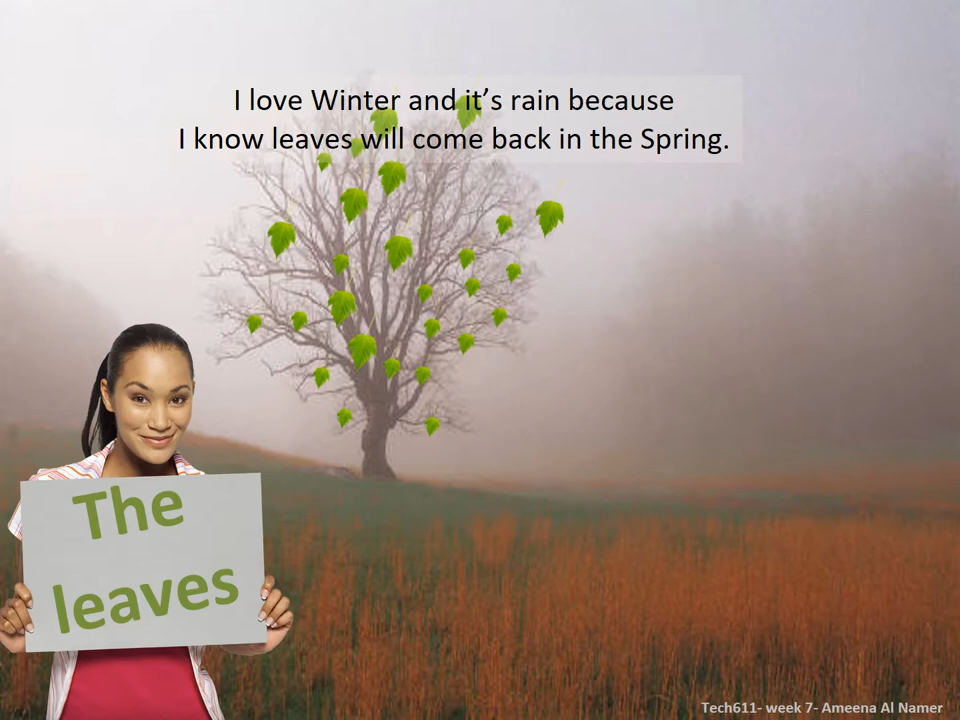 I love Winter and it’s rain because
I know leaves will come back in the Spring.
The
leaves
Tech611- week 7- Ameena Al Namer